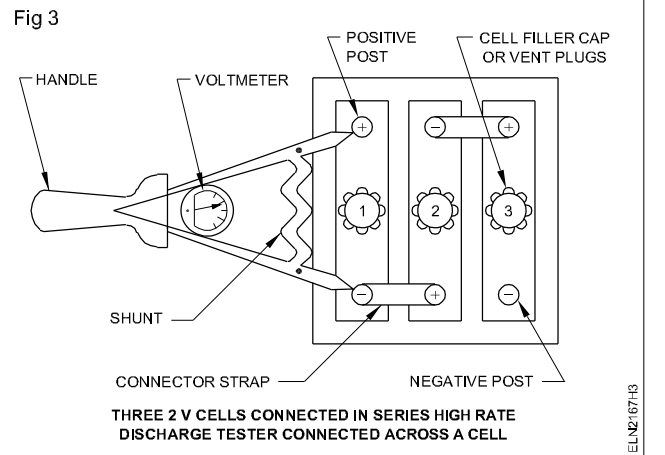 Fig 3
POSITIVE
POST
CELL FILLER CAP
OR VENT PLUGS
HANDLE
VOLTMETER
+
-
+
1
2
3
-
+
-
SHUNT
CONNECTOR STRAP
NEGATIVE POST
THREE 2 V CELLS CONNECTED IN SERIES HIGH RATE
DISCHARGE TESTER CONNECTED ACROSS A CELL
ELN2167H3